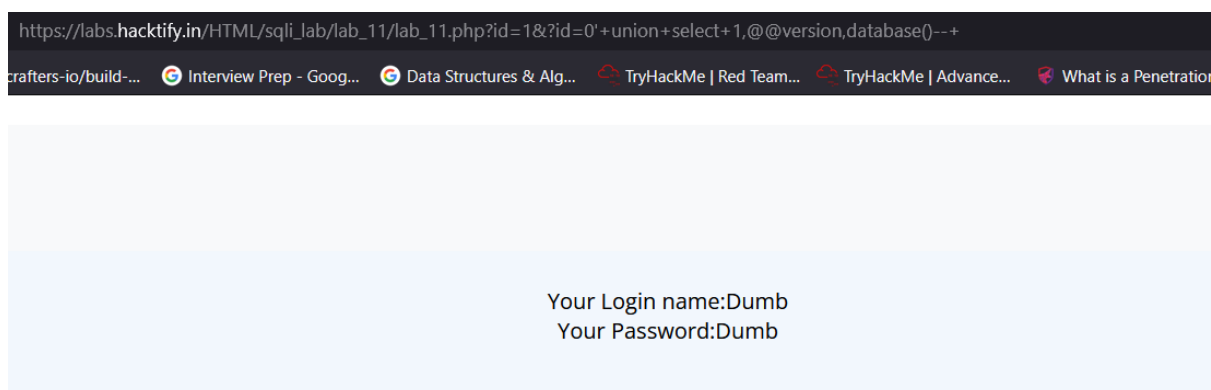 https://labs.hacktify.in/HTML/sqli_lab/lab_11/lab_11.php?id=1&?id=0'+union+select+1,@@version,database()--+
crafters-io/build-... Interview Prep - Goog... Data Structures & Alg... TryHackMe | Red Team... TryHackMe | Advance... What is a Penetration
Your Login name:Dumb
Your Password:Dumb